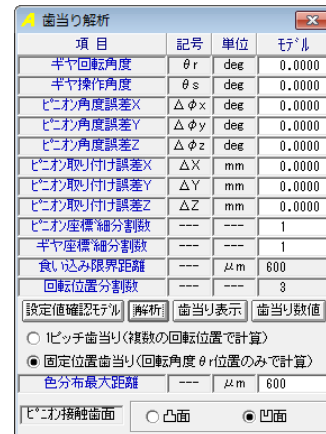 歯当り解析
項 目 記号 単位 ﾓﾃﾞﾙ
ギヤ回転角度 θr deg 0.0000
ギヤ操作角度 θs deg 0.0000
ﾋﾟﾆｵﾝ角度誤差X Δφx deg 0.0000
ﾋﾟﾆｵﾝ角度誤差Y Δφy deg 0.0000
ﾋﾟﾆｵﾝ角度誤差Z Δφz deg 0.0000
ﾋﾟﾆｵﾝ取り付け誤差X ΔX mm 0.0000
ﾋﾟﾆｵﾝ取り付け誤差Y ΔY mm 0.0000
ﾋﾟﾆｵﾝ取り付け誤差Z ΔZ mm 0.0000
ﾋﾟﾆｵﾝ座標細分割数 --- --- 1
ギヤ座標細分割数 --- --- 1
食い込み限界距離 --- μm 600
回転位置分割数 --- --- 3
設定値確認ﾓﾃﾞﾙ 解析 歯当り表示 歯当り数値
1ピッチ歯当り(複数の回転位置で計算)
固定位置歯当り(回転角度θr位置のみで計算)
色分布最大距離 --- μm 600
ﾋﾟﾆｵﾝ接触歯面 凸面 凹面